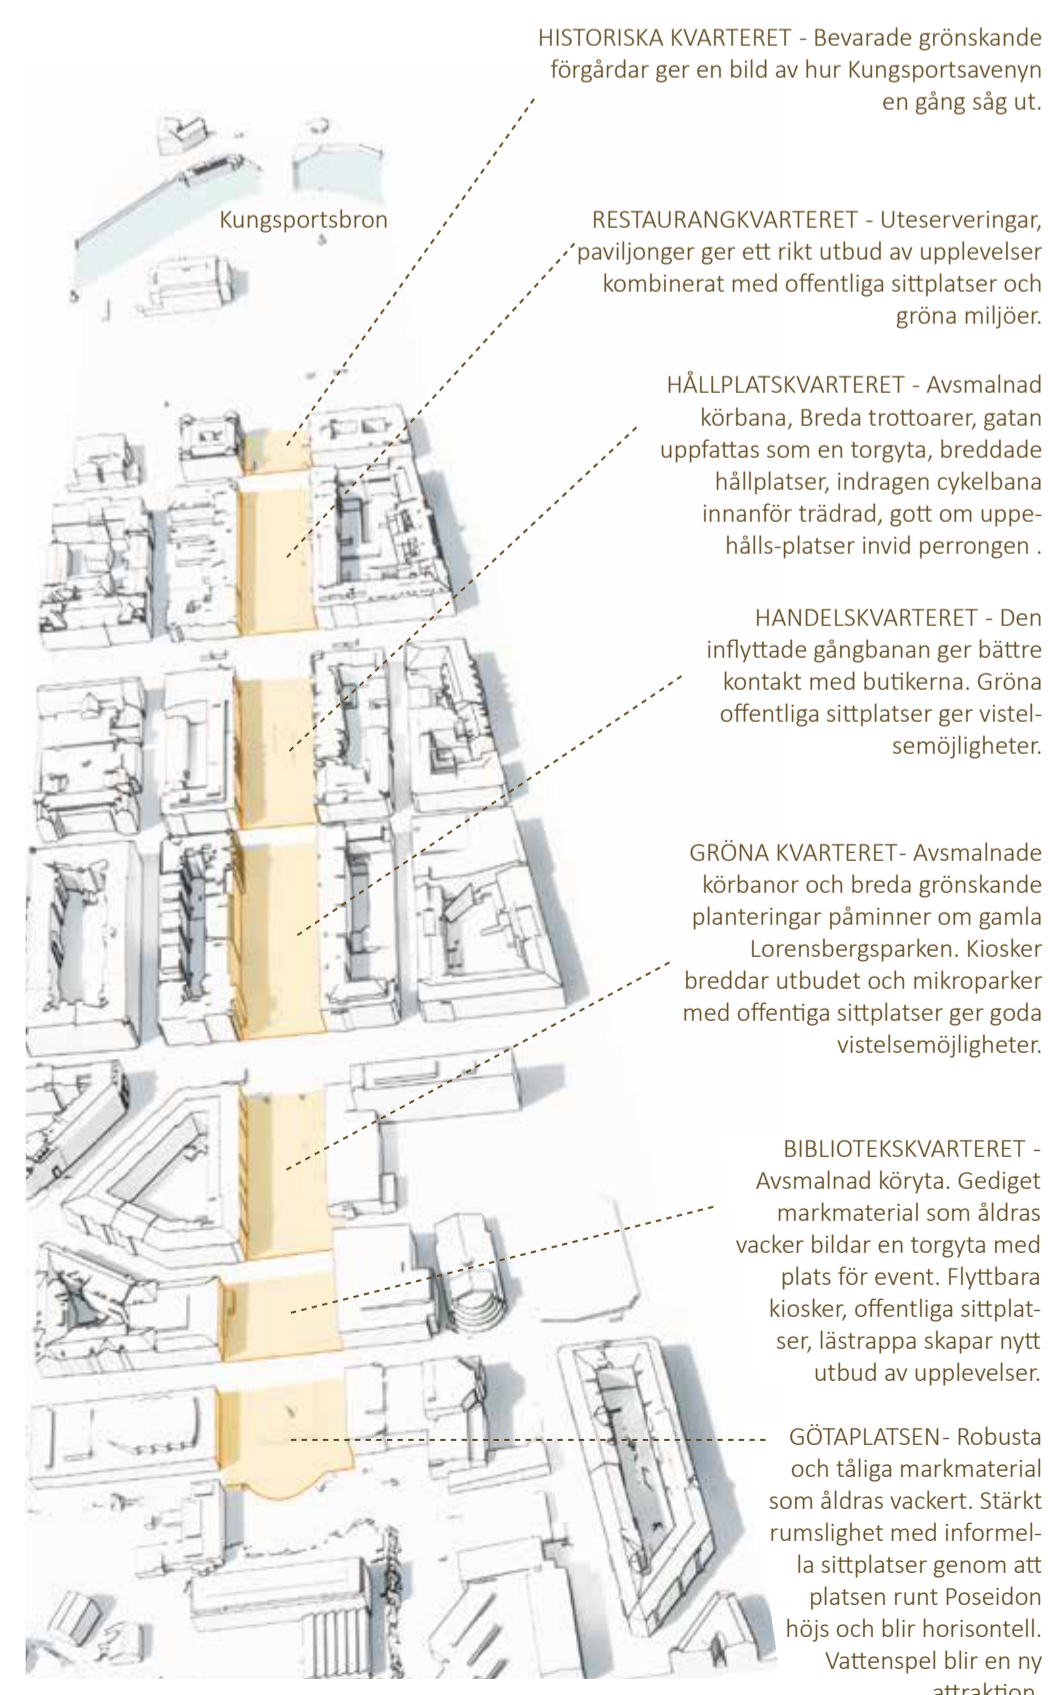 HISTORISKA KVARTERET - Bevarade grönskande
förgårdar ger en bild av hur Kungsportsavenyn
en gång såg ut.
Kungsportsbron
RESTAURANGKVARTERET - Uteserveringar,
paviljonger ger ett rikt utbud av upplevelser
kombinerat med offentliga sittplatser och
gröna miljöer.
HÅLLPLATSKVARTERET - Avsmalnad
körbana, Breda trottoarer, gatan
uppfattas som en torgyta, breddade
hållplatser, indragen cykelbana
innanför trädrad, gott om uppe-
hålls-platser invid perrongen .
HANDELSKVARTERET - Den
inflyttade gångbanan ger bättre
kontakt med butikerna. Gröna
offentliga sittplatser ger vistel-
semöjligheter.
GRÖNA KVARTERET- Avsmalnade
körbanor och breda grönskande
planteringar påminner om gamla
Lorensbergsparken. Kiosker
breddar utbudet och mikroparker
med offentiga sittplatser ger goda
vistelsemöjligheter.
BIBLIOTEKSKVARTERET -
Avsmalnad köryta. Gediget
markmaterial som åldras
vacker bildar en torgyta med
plats för event. Flyttbara
kiosker, offentliga sittplat-
ser, lästrappa skapar nytt
utbud av upplevelser.
GÖTAPLATSEN- Robusta
och tåliga markmaterial
som åldras vackert. Stärkt
rumslighet med informel-
la sittplatser genom att
platsen runt Poseidon
höjs och blir horisontell.
Vattenspel blir en ny
attraktion.